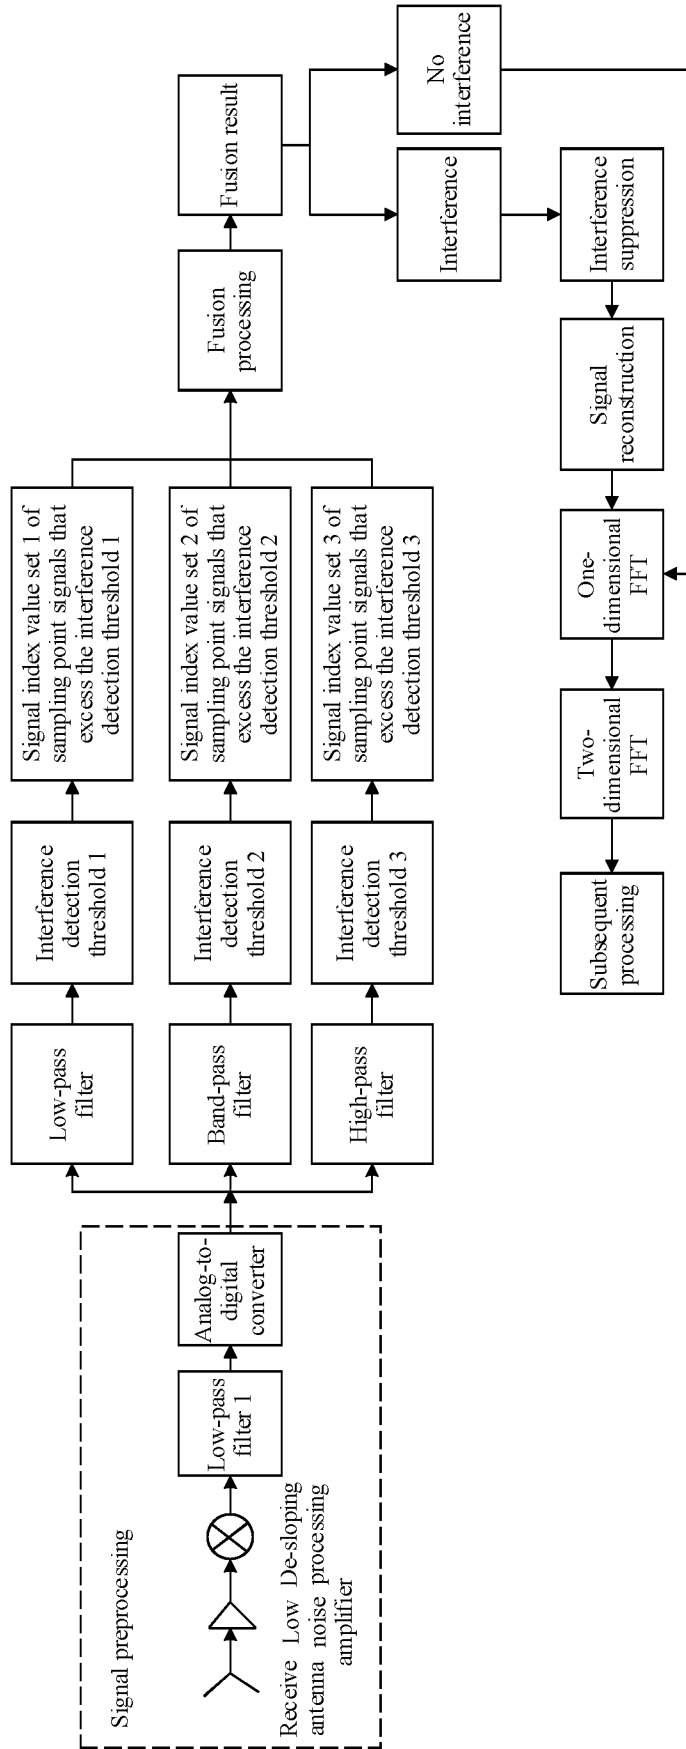 Signal preprocessing
Receive Low De-sloping
antenna noise processing
amplifier
Low-pass
filter 1
Analog-to-
digital
converter
Low-pass
filter
Interference
detection
threshold 1
Signal index value set 1 of
sampling point signals that
excess the interference
detection threshold 1
Band-pass
filter
Interference
detection
threshold 2
Signal index value set 2 of
sampling point signals that
excess the interference
detection threshold 2
High-pass
filter
Interference
detection
threshold 3
Signal index value set 3 of
sampling point signals that
excess the interference
detection threshold 3
Fusion
processing
Fusion result
No
interference
Interference
Interference
suppression
Signal
reconstruction
One-
dimensional
FFT
Two-
dimensional
FFT
Subsequent
processing